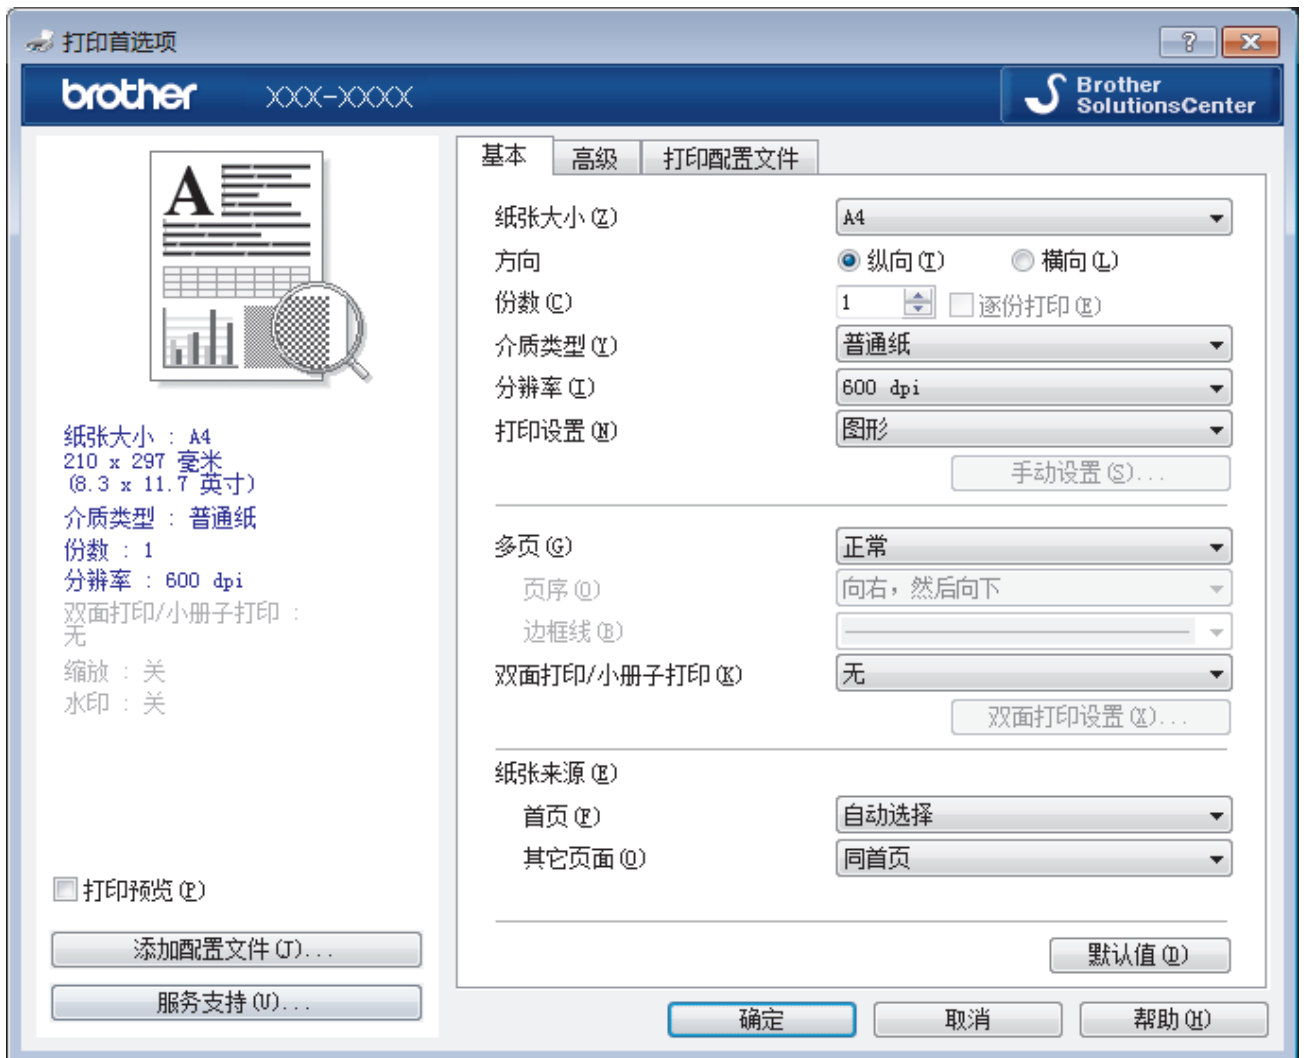 打印首选项
brother XXX-XXXX
Brother
SolutionsCenter
A
纸张大小 : A4
210 x 297 毫米
(8.3 x 11.7 英寸)
介质类型 : 普通纸
份数 : 1
分辨率 : 600 dpi
双面打印/小册子打印 :
无
缩放 : 关
水印 : 关
打印预览(P)
添加配置文件(J)...
服务支持(U)...
基本 高级 打印配置文件
纸张大小(Z) A4
方向 纵向(T) 横向(L)
份数(C) 1 逐份打印(E)
介质类型(Y) 普通纸
分辨率(I) 600 dpi
打印设置(N) 图形
手动设置(S)...
多页(G) 正常
页序(O) 向右，然后向下
边框线(B)
双面打印/小册子打印(K) 无
双面打印设置(X)...
纸张来源(E)
首页(F) 自动选择
其它页面(O) 同首页
默认值(D)
确定 取消 帮助(H)